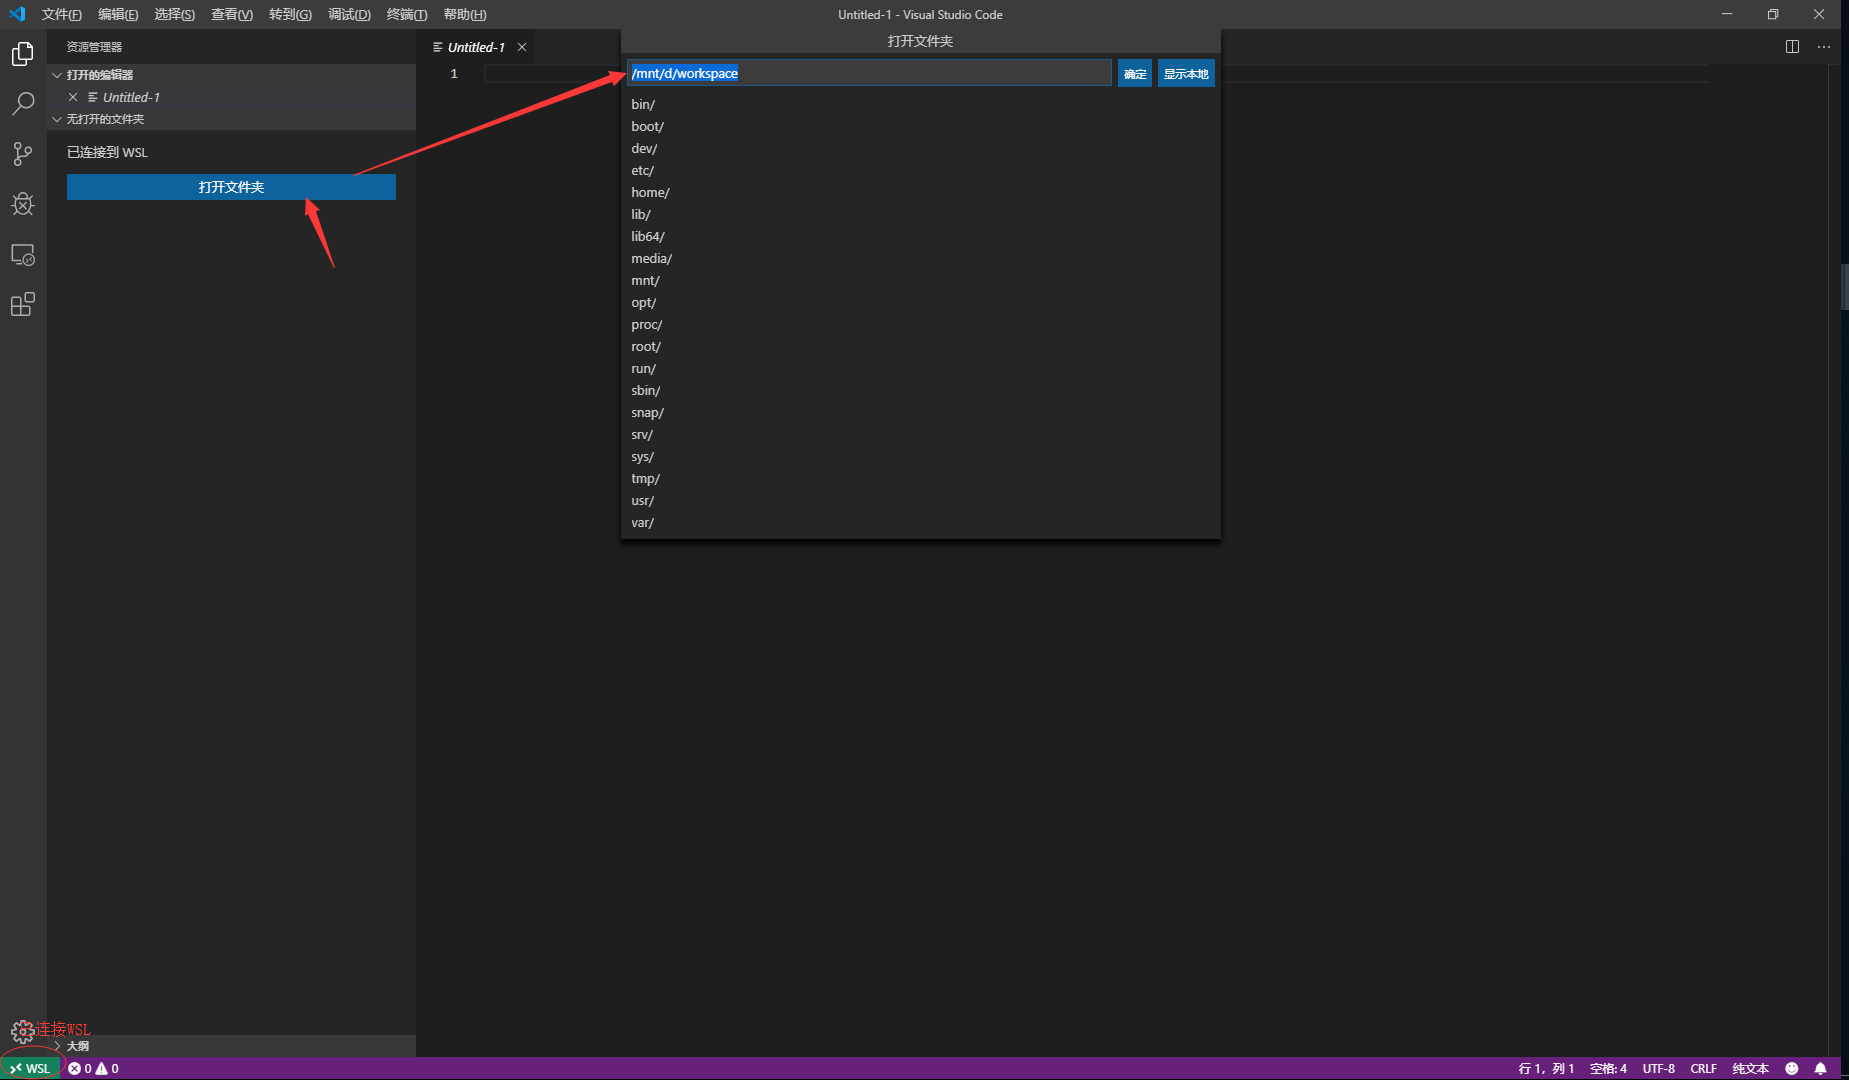 文件(F) 编辑(E) 选择(S) 查看(V) 转到(G) 调试(D) 终端(T) 帮助(H)
Untitled-1 - Visual Studio Code
资源管理器
打开的编辑器
Untitled-1
无打开的文件夹
已连接到 WSL
打开文件夹
Untitled-1
1
打开文件夹
/mnt/d/workspace
确定
显示本地
bin/
boot/
dev/
etc/
home/
lib/
lib64/
media/
mnt/
opt/
proc/
root/
run/
sbin/
snap/
srv/
sys/
tmp/
usr/
var/
连接WSL
大纲
WSL
0 0
行 1，列 1 空格: 4 UTF-8 CRLF 纯文本